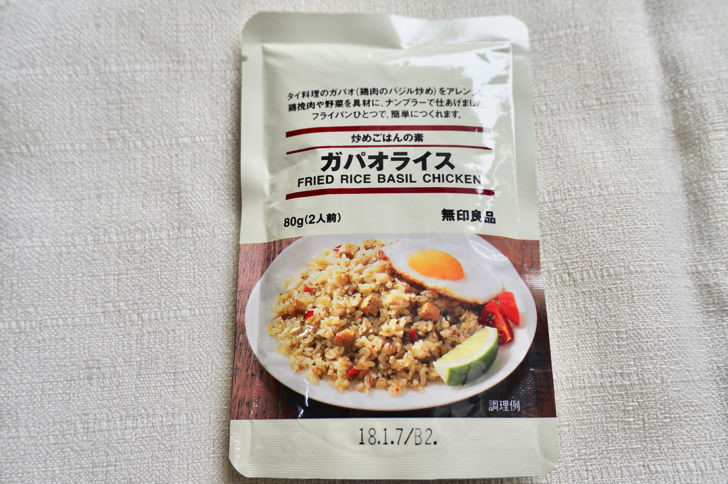 タイ料理のガパオ(鶏肉のバジル炒め)をアレンジし、
鶏挽肉や野菜を具材に、ナンプラーで仕あげました。
フライパンひとつで、簡単につくれます。
炒めごはんの素
ガパオライス
FRIED RICE BASIL CHICKEN
80g(2人前)
無印良品
調理例
18.1.7/B2.